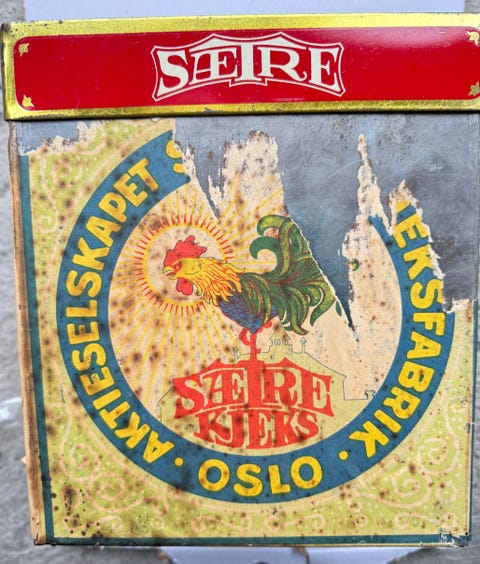 SÆTRE
AKTIESELSKAPET S
EKSFABRIK
· OSLO ·
SÆTRE
KJEKS